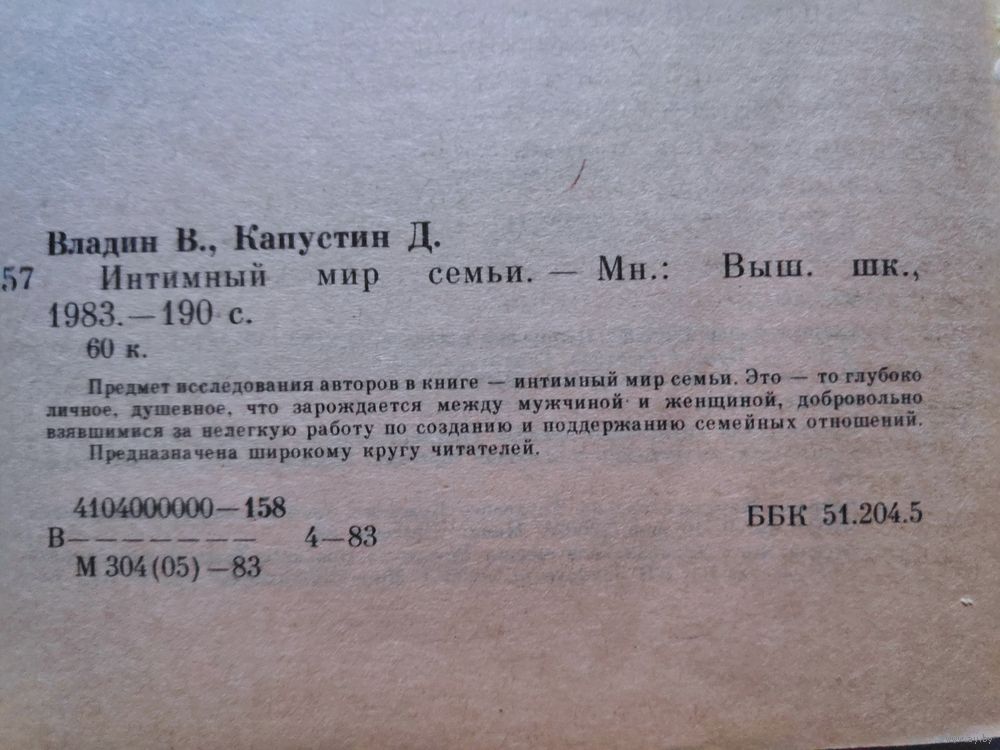 Владин В., Капустин Д.
57 Интимный мир семьи. — Мн.: Выш. шк.,
1983. — 190 с.
60 к.
Предмет исследования авторов в книге — интимный мир семьи. Это — то глубоко
личное, душевное, что зарождается между мужчиной и женщиной, добровольно
взявшимися за нелегкую работу по созданию и поддержанию семейных отношений.
Предназначена широкому кругу читателей.
4104000000—158
В——————— 4—83
М 304(05)—83
ББК 51.204.5